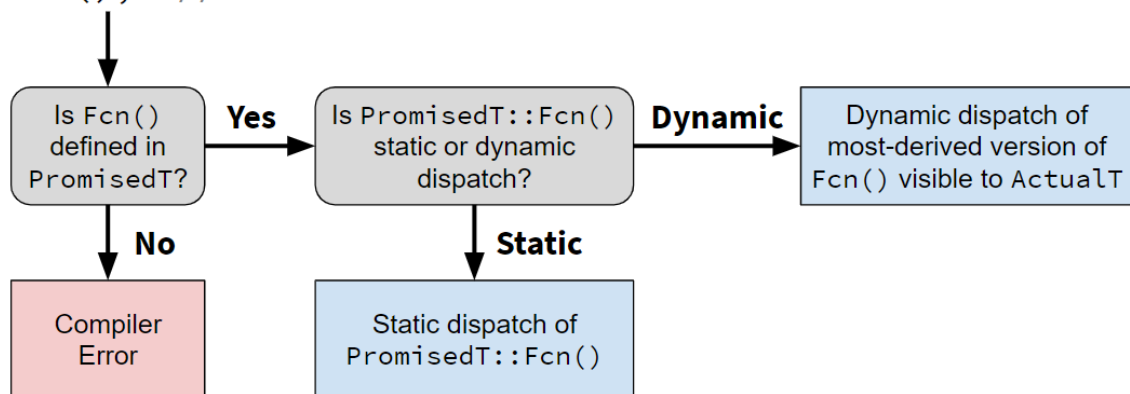 Is Fcn()
defined in
PromisedT?
Yes
Is PromisedT::Fcn()
static or dynamic
dispatch?
Dynamic
Dynamic dispatch of
most-derived version of
Fcn() visible to ActualT
No
Static
Compiler
Error
Static dispatch of
PromisedT::Fcn()